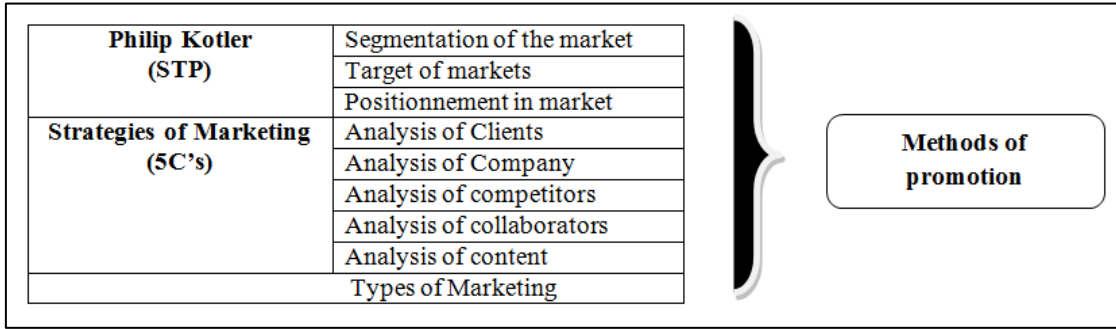 Philip Kotler
(STP)
Segmentation of the market
Target of markets
Positionnement in market
Strategies of Marketing
(5C’s)
Analysis of Clients
Analysis of Company
Analysis of competitors
Analysis of collaborators
Analysis of content
Types of Marketing
Methods of
promotion